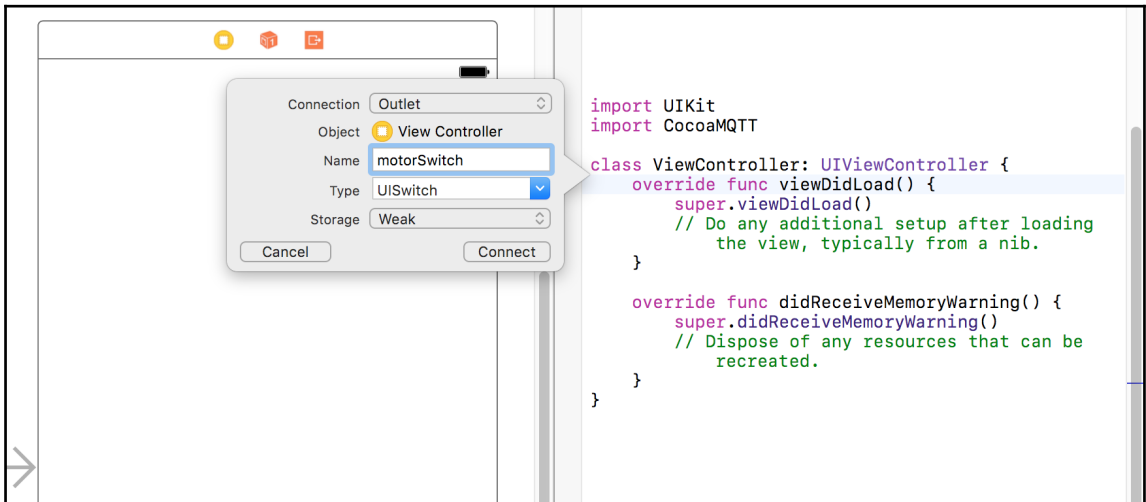 Connection Outlet
Object View Controller
Name motorSwitch
Type UISwitch
Storage Weak
Cancel Connect
import UIKit
import CocoaMQTT
class ViewController: UIViewController {
override func viewDidLoad() {
super.viewDidLoad()
// Do any additional setup after loading
the view, typically from a nib.
}
override func didReceiveMemoryWarning() {
super.didReceiveMemoryWarning()
// Dispose of any resources that can be
recreated.
}
}